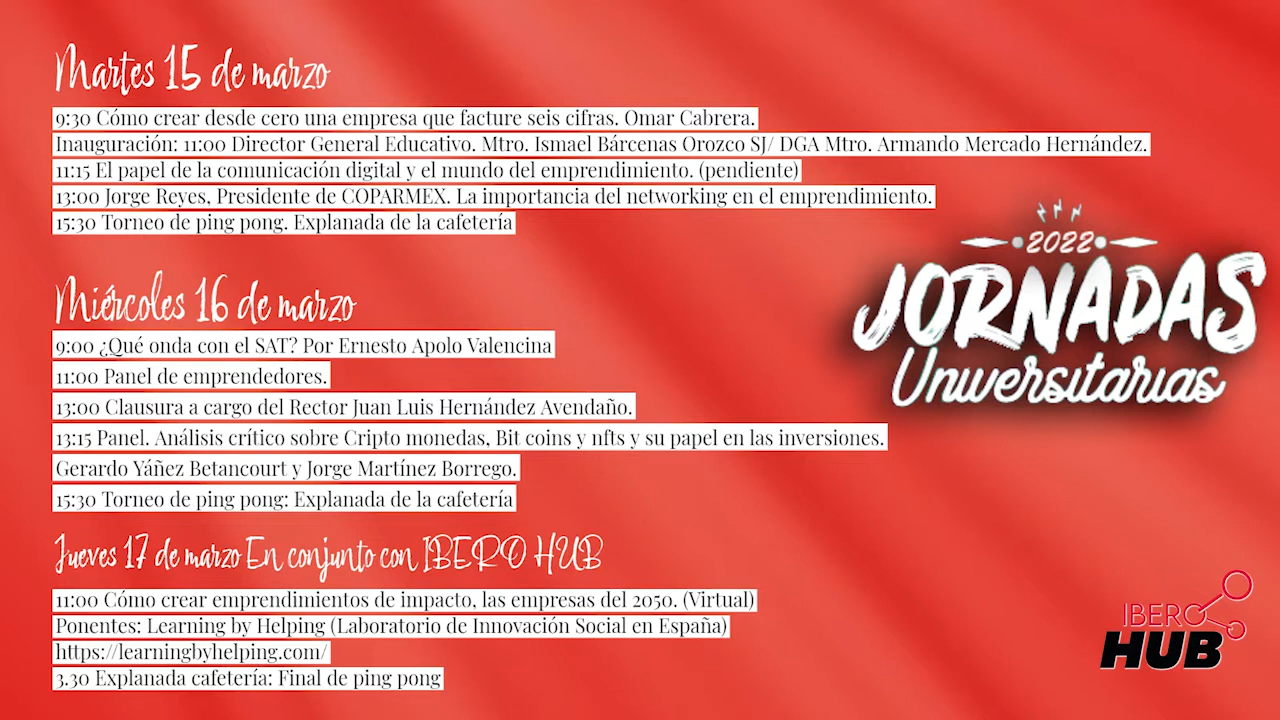 Martes 15 de marzo
9:30 Cómo crear desde cero una empresa que facture seis cifras. Omar Cabrera.
Inauguración: 11:00 Director General Educativo. Mtro. Ismael Bárcenas Orozco SJ/ DGA Mtro. Armando Mercado Hernández.
11:15 El papel de la comunicación digital y el mundo del emprendimiento. (pendiente)
13:00 Jorge Reyes, Presidente de COPARMEX. La importancia del networking en el emprendimiento.
15:30 Torneo de ping pong. Explanada de la cafetería
2022
JORNADAS
Universitarias
Miércoles 16 de marzo
9:00 ¿Qué onda con el SAT? Por Ernesto Apolo Valencina
11:00 Panel de emprendedores.
13:00 Clausura a cargo del Rector Juan Luis Hernández Avendaño.
13:15 Panel. Análisis crítico sobre Cripto monedas, Bit coins y nfts y su papel en las inversiones.
Gerardo Yáñez Betancourt y Jorge Martínez Borrego.
15:30 Torneo de ping pong: Explanada de la cafetería
Jueves 17 de marzo En conjunto con IBERO HUB
11:00 Cómo crear emprendimientos de impacto, las empresas del 2050. (Virtual)
Ponentes: Learning by Helping (Laboratorio de Innovación Social en España)
https://learningbyhelping.com/
3.30 Explanada cafetería: Final de ping pong
IBERO
HUB